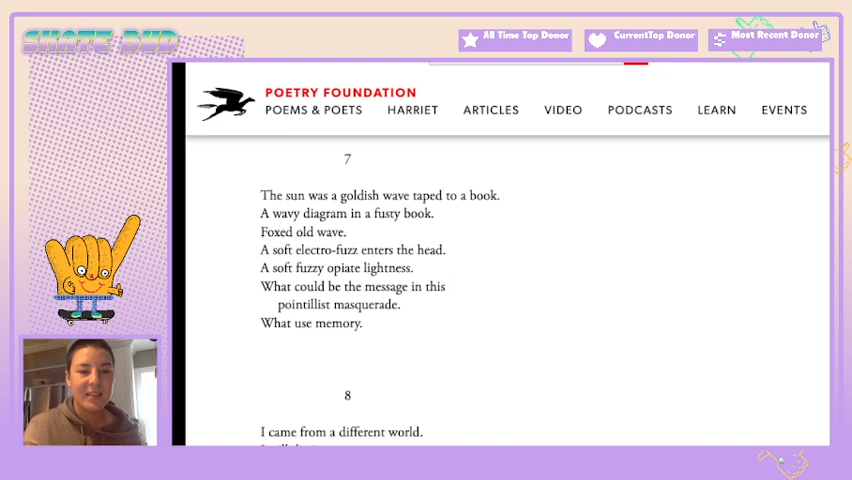 SKATE BUD
All Time Top Donor
CurrentTop Donor
Most Recent Donor
POETRY FOUNDATION
POEMS & POETS HARRIET ARTICLES VIDEO PODCASTS LEARN EVENTS
7
The sun was a goldish wave taped to a book.
A wavy diagram in a fusty book.
Foxed old wave.
A soft electro-fuzz enters the head.
A soft fuzzy opiate lightness.
What could be the message in this
pointillist masquerade.
What use memory.
8
I came from a different world.